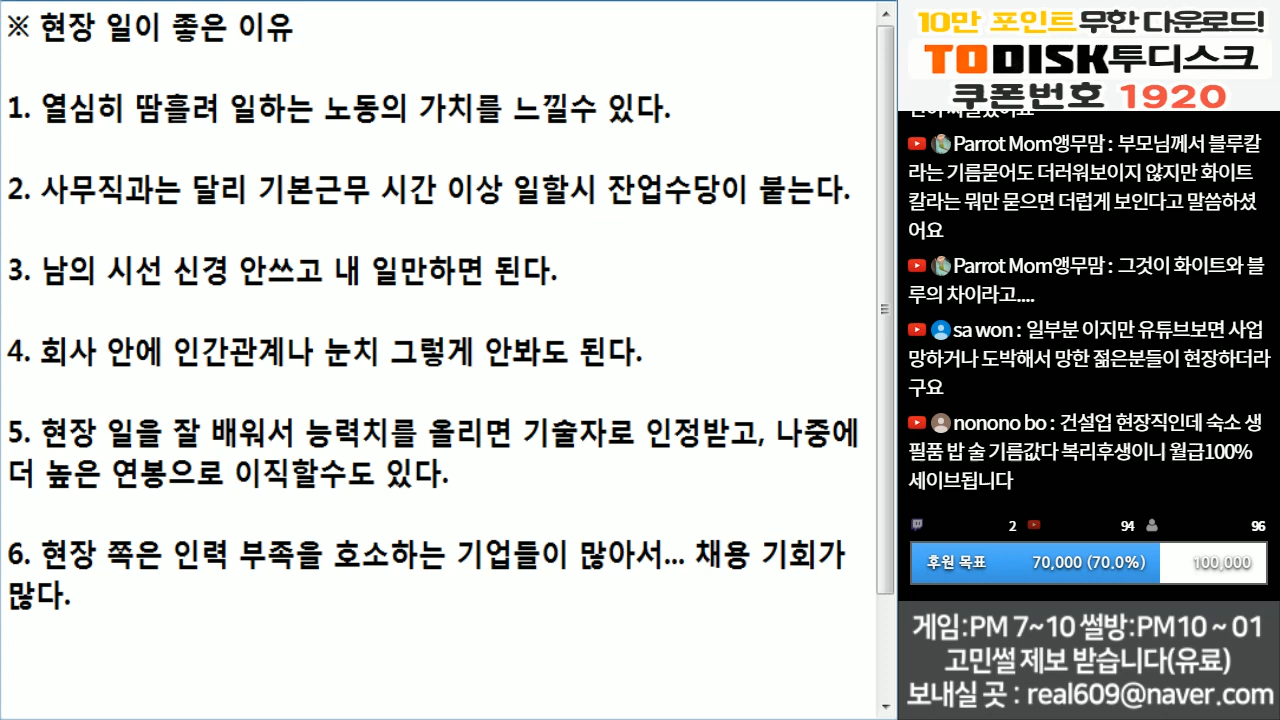 ※ 현장 일이 좋은 이유
1. 열심히 땀흘려 일하는 노동의 가치를 느낄수 있다.
2. 사무직과는 달리 기본근무 시간 이상 일할시 잔업수당이 붙는다.
3. 남의 시선 신경 안쓰고 내 일만하면 된다.
4. 회사 안에 인간관계나 눈치 그렇게 안봐도 된다.
5. 현장 일을 잘 배워서 능력치를 올리면 기술자로 인정받고, 나중에
더 높은 연봉으로 이직할수도 있다.
6. 현장 쪽은 인력 부족을 호소하는 기업들이 많아서... 채용 기회가
많다.
10만 포인트 무한 다운로드!
TODISK투디스크
쿠폰번호 1920
Parrot Mom앵무맘 : 부모님께서 블루칼
라는 기름묻어도 더러워보이지 않지만 화이트
칼라는 뭐만 묻으면 더럽게 보인다고 말씀하셨
어요
Parrot Mom앵무맘 : 그것이 화이트와 블
루의 차이라고....
sa won : 일부분 이지만 유튜브보면 사업
망하거나 도박해서 망한 젊은분들이 현장하더라
구요
nonono bo : 건설업 현장직인데 숙소 생
필품 밥 술 기름값다 복리후생이니 월급100%
세이브됩니다
2 94 96
후원 목표 70,000 (70.0%) 100,000
게임:PM 7~10 썰방:PM10 ~ 01
고민썰 제보 받습니다(유료)
보내실 곳 : real609@naver.com